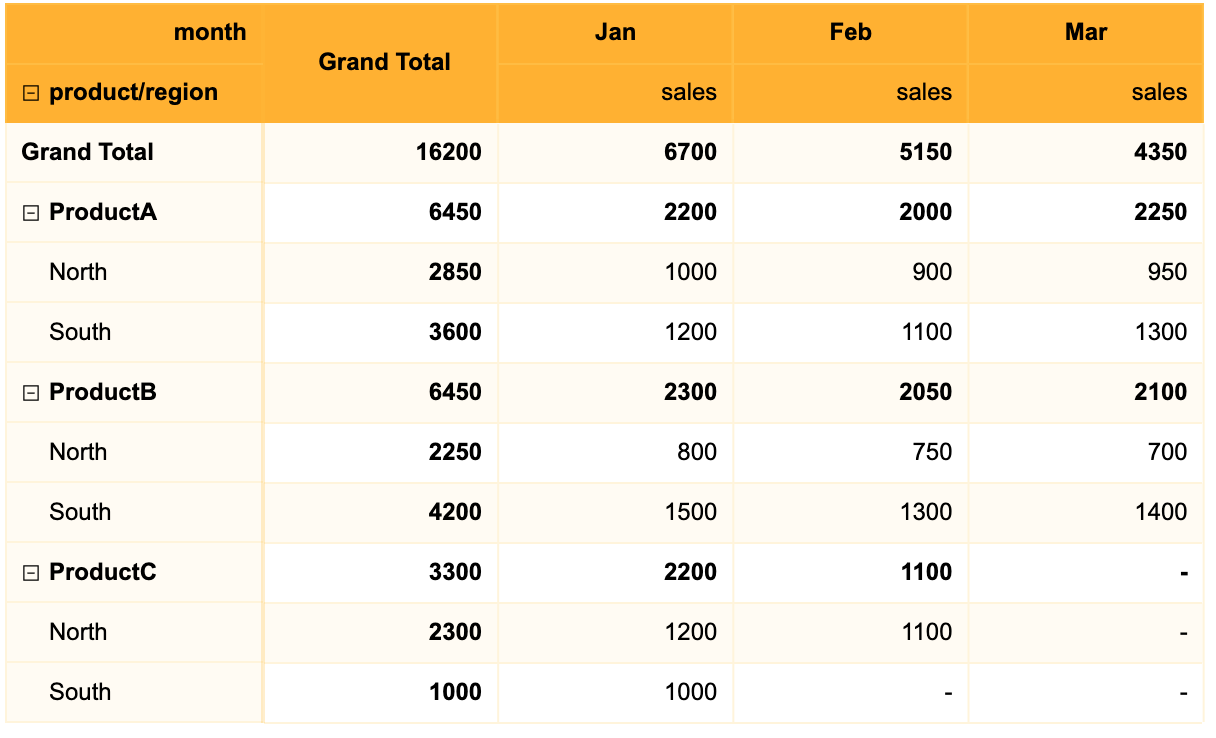 month Grand Total Jan Feb Mar
product/region sales sales sales
Grand Total 16200 6700 5150 4350
ProductA 6450 2200 2000 2250
North 2850 1000 900 950
South 3600 1200 1100 1300
ProductB 6450 2300 2050 2100
North 2250 800 750 700
South 4200 1500 1300 1400
ProductC 3300 2200 1100 -
North 2300 1200 1100 -
South 1000 1000 - -